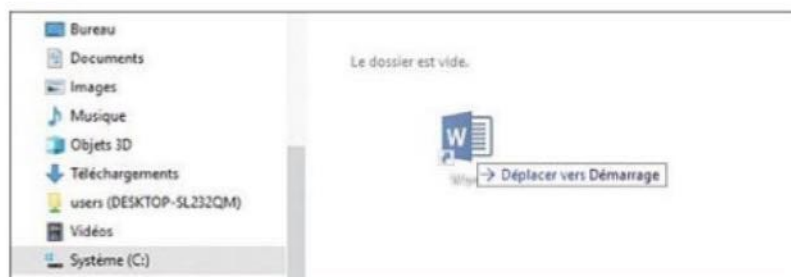 Bureau
Documents
Images
Musique
Objets 3D
Téléchargements
users (DESKTOP-SL232QM)
Vidéos
Système (C:)
Le dossier est vide.
W
→ Déplacer vers Démarrage